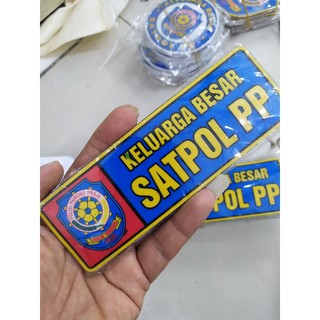 KELUARGA BESAR
SATPOL PP
BESAR
POL PP